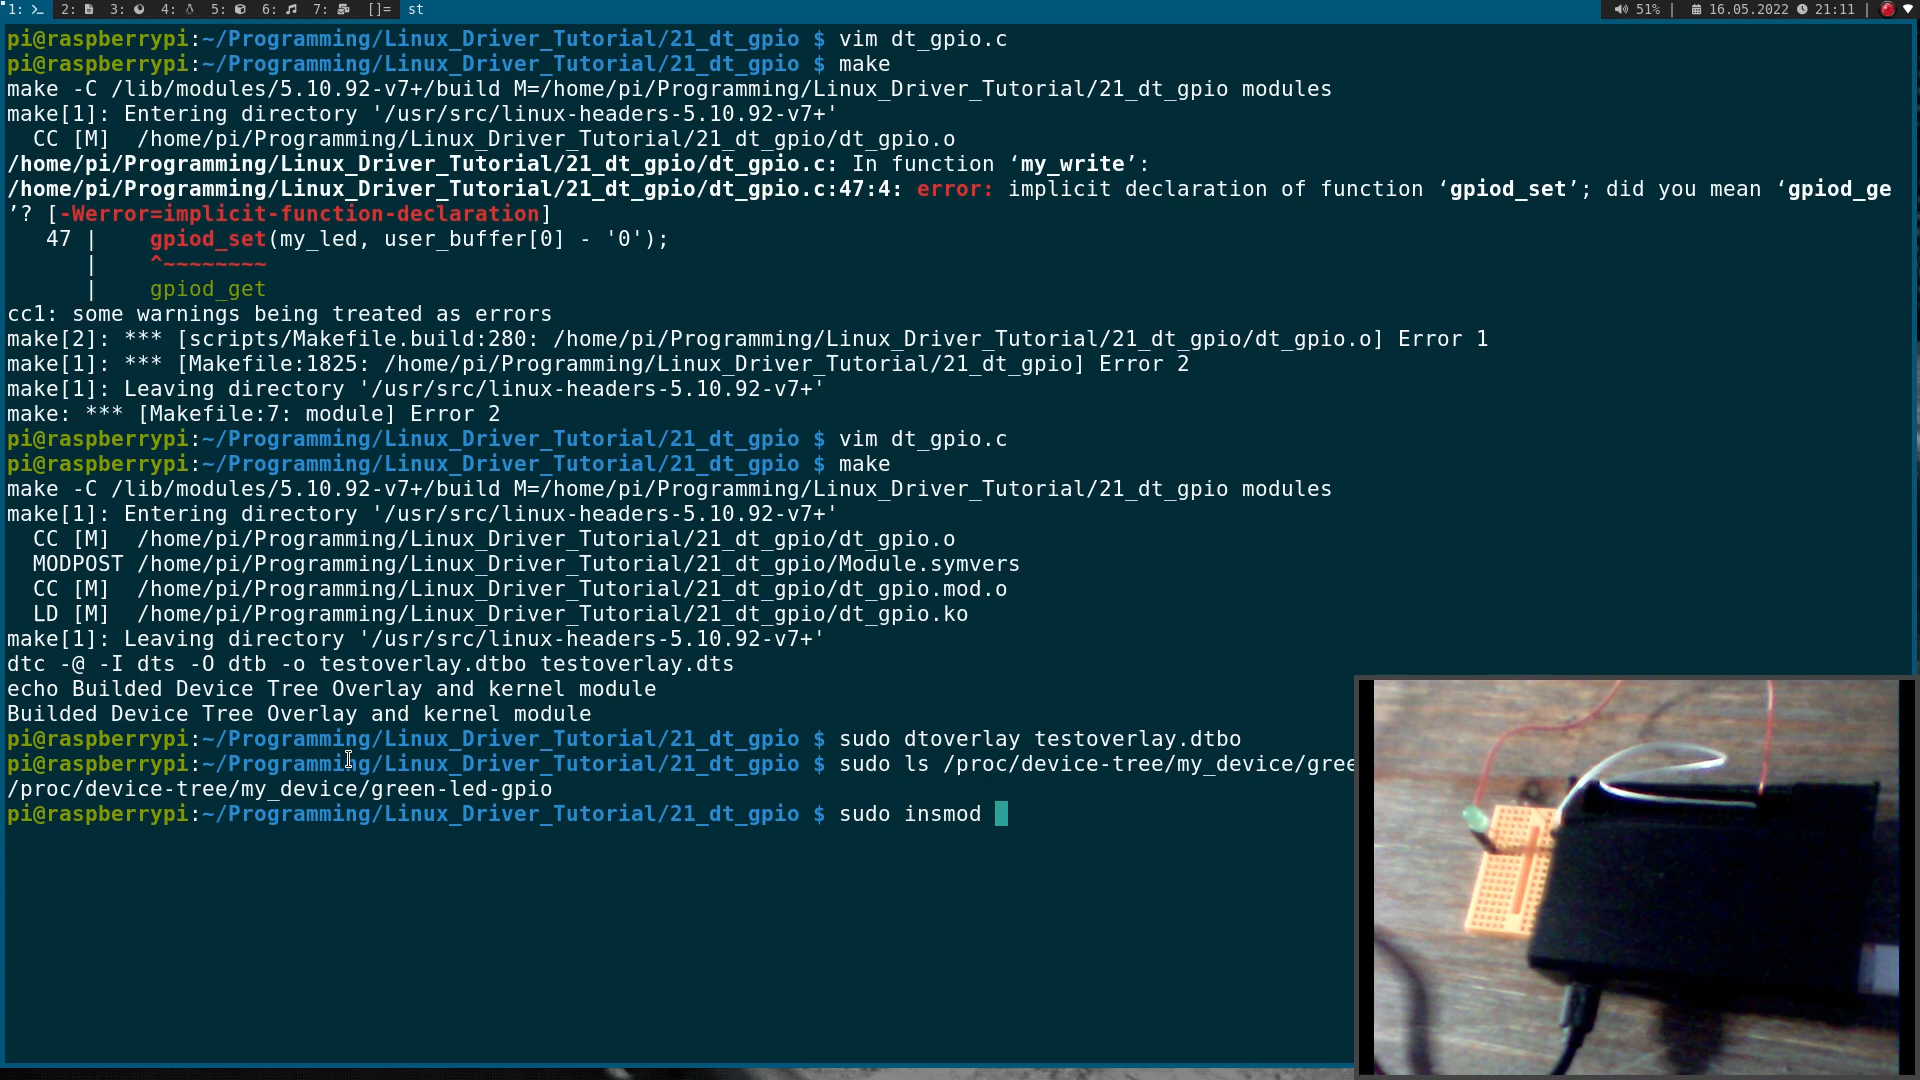 1: 2: 3: 4: 5: 6: 7: []= st 51% | 16.05.2022 21:11 |
pi@raspberrypi:~/Programming/Linux_Driver_Tutorial/21_dt_gpio $ vim dt_gpio.c
pi@raspberrypi:~/Programming/Linux_Driver_Tutorial/21_dt_gpio $ make
make -C /lib/modules/5.10.92-v7+/build M=/home/pi/Programming/Linux_Driver_Tutorial/21_dt_gpio modules
make[1]: Entering directory '/usr/src/linux-headers-5.10.92-v7+'
  CC [M]  /home/pi/Programming/Linux_Driver_Tutorial/21_dt_gpio/dt_gpio.o
/home/pi/Programming/Linux_Driver_Tutorial/21_dt_gpio/dt_gpio.c: In function ‘my_write’:
/home/pi/Programming/Linux_Driver_Tutorial/21_dt_gpio/dt_gpio.c:47:4: error: implicit declaration of function ‘gpiod_set’; did you mean ‘gpiod_ge
’? [-Werror=implicit-function-declaration]
   47 |    gpiod_set(my_led, user_buffer[0] - '0');
      |    ^~~~~~~~~
      |    gpiod_get
cc1: some warnings being treated as errors
make[2]: *** [scripts/Makefile.build:280: /home/pi/Programming/Linux_Driver_Tutorial/21_dt_gpio/dt_gpio.o] Error 1
make[1]: *** [Makefile:1825: /home/pi/Programming/Linux_Driver_Tutorial/21_dt_gpio] Error 2
make[1]: Leaving directory '/usr/src/linux-headers-5.10.92-v7+'
make: *** [Makefile:7: module] Error 2
pi@raspberrypi:~/Programming/Linux_Driver_Tutorial/21_dt_gpio $ vim dt_gpio.c
pi@raspberrypi:~/Programming/Linux_Driver_Tutorial/21_dt_gpio $ make
make -C /lib/modules/5.10.92-v7+/build M=/home/pi/Programming/Linux_Driver_Tutorial/21_dt_gpio modules
make[1]: Entering directory '/usr/src/linux-headers-5.10.92-v7+'
  CC [M]  /home/pi/Programming/Linux_Driver_Tutorial/21_dt_gpio/dt_gpio.o
  MODPOST /home/pi/Programming/Linux_Driver_Tutorial/21_dt_gpio/Module.symvers
  CC [M]  /home/pi/Programming/Linux_Driver_Tutorial/21_dt_gpio/dt_gpio.mod.o
  LD [M]  /home/pi/Programming/Linux_Driver_Tutorial/21_dt_gpio/dt_gpio.ko
make[1]: Leaving directory '/usr/src/linux-headers-5.10.92-v7+'
dtc -@ -I dts -O dtb -o testoverlay.dtbo testoverlay.dts
echo Builded Device Tree Overlay and kernel module
Builded Device Tree Overlay and kernel module
pi@raspberrypi:~/Programming/Linux_Driver_Tutorial/21_dt_gpio $ sudo dtoverlay testoverlay.dtbo
pi@raspberrypi:~/Programming/Linux_Driver_Tutorial/21_dt_gpio $ sudo ls /proc/device-tree/my_device/gree
/proc/device-tree/my_device/green-led-gpio
pi@raspberrypi:~/Programming/Linux_Driver_Tutorial/21_dt_gpio $ sudo insmod